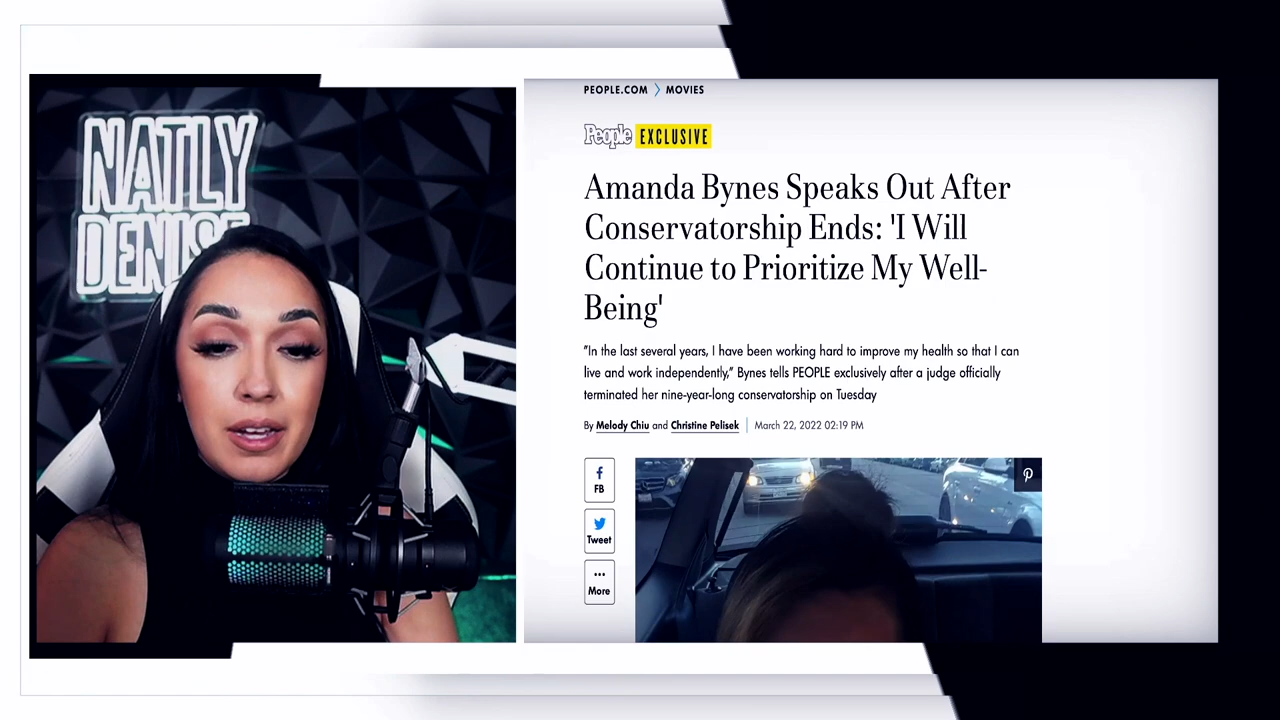 NATLY
DENISE
PEOPLE.COM > MOVIES
People EXCLUSIVE
Amanda Bynes Speaks Out After
Conservatorship Ends: 'I Will
Continue to Prioritize My Well-
Being'
"In the last several years, I have been working hard to improve my health so that I can
live and work independently," Bynes tells PEOPLE exclusively after a judge officially
terminated her nine-year-long conservatorship on Tuesday
By Melody Chiu and Christine Pelisek | March 22, 2022 02:19 PM
FB
Tweet
More